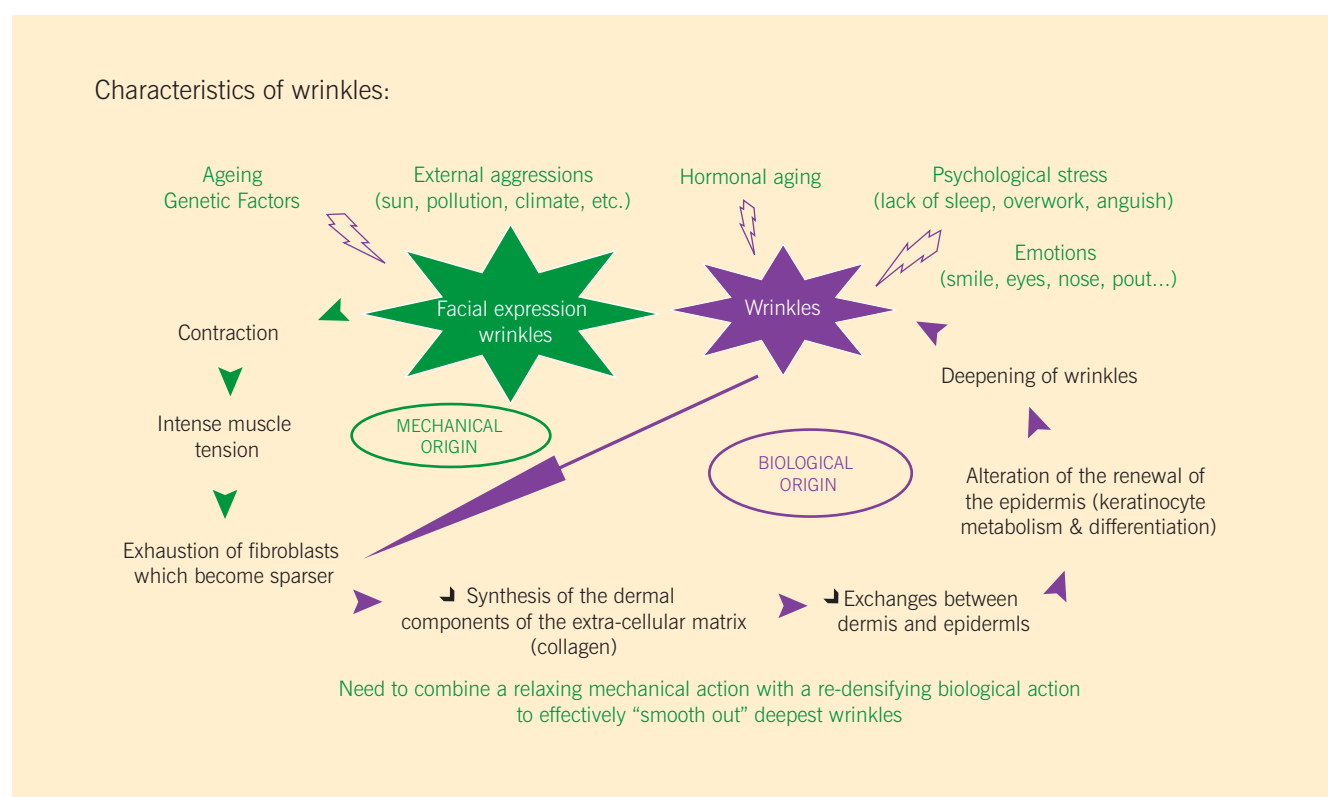 Characteristics of wrinkles:
Ageing
Genetic Factors
External aggressions
(sun, pollution, climate, etc.)
Hormonal aging
Psychological stress
(lack of sleep, overwork, anguish)
Emotions
(smile, eyes, nose, pout...)
Facial expression
wrinkles
Wrinkles
Contraction
Intense muscle
tension
Exhaustion of fibroblasts
which become sparser
MECHANICAL
ORIGIN
BIOLOGICAL
ORIGIN
Synthesis of the dermal
components of the extra-cellular matrix
(collagen)
Exchanges between
dermis and epidermls
Alteration of the renewal of
the epidermis (keratinocyte
metabolism & differentiation)
Deepening of wrinkles
Need to combine a relaxing mechanical action with a re-densifying biological action
to effectively “smooth out” deepest wrinkles